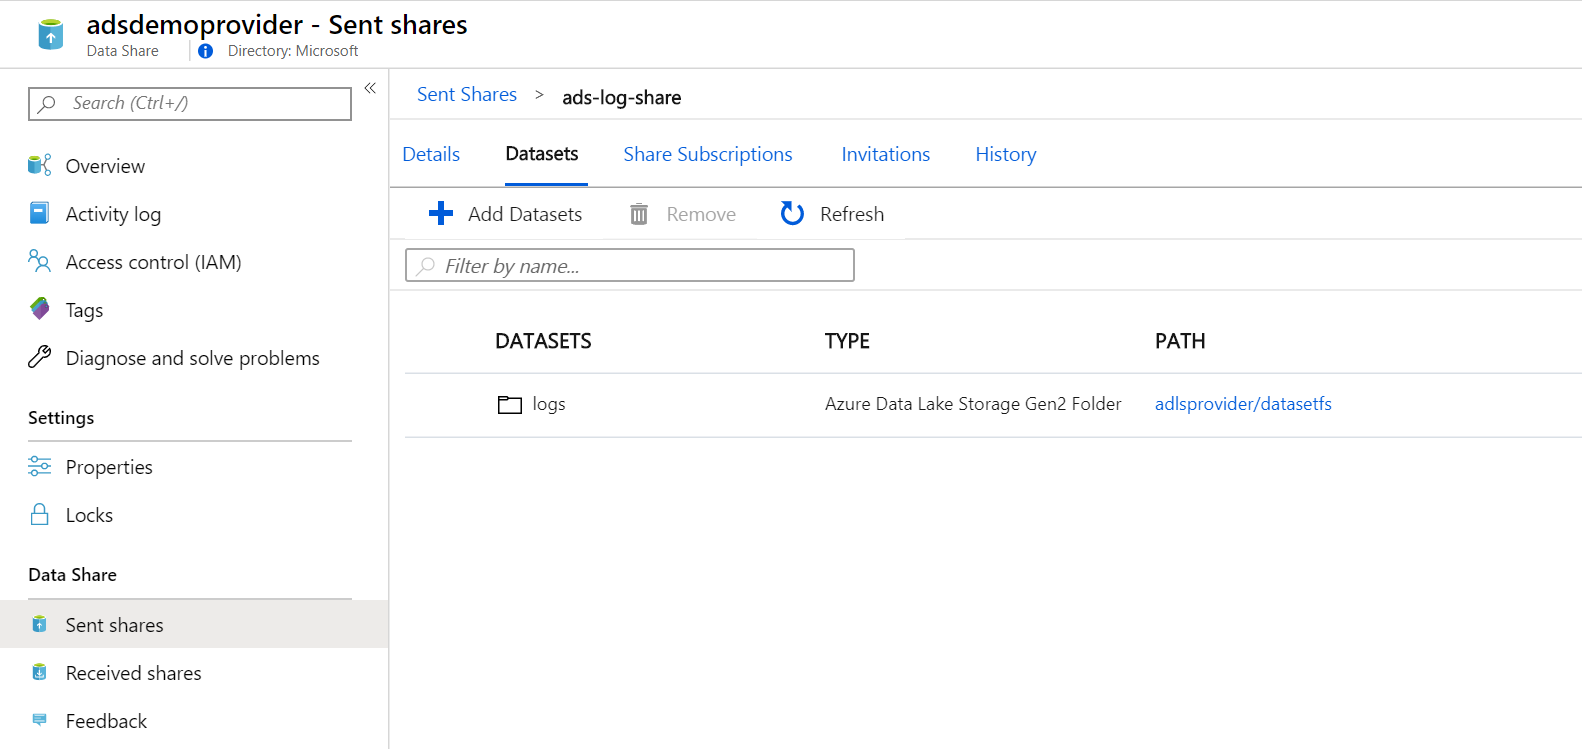 adsdemoprovider - Sent shares
Data Share
Directory: Microsoft
Search (Ctrl+/)
Overview
Activity log
Access control (IAM)
Tags
Diagnose and solve problems
Settings
Properties
Locks
Data Share
Sent shares
Received shares
Feedback
Sent Shares > ads-log-share
Details Datasets Share Subscriptions Invitations History
Add Datasets Remove Refresh
Filter by name...
DATASETS TYPE PATH
logs Azure Data Lake Storage Gen2 Folder adlsprovider/datasetfs